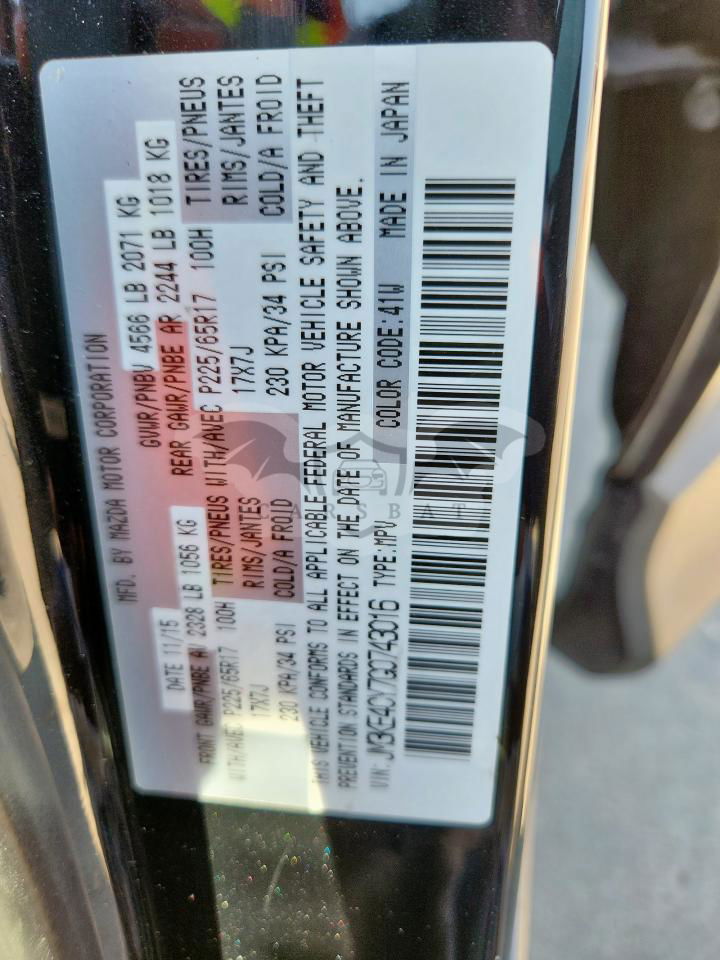 MFD. BY MAZDA MOTOR CORPORATION
DATE 11/15 GVWR/PNBV 4566 LB 2071 KG
FRONT GAWR/PNBE AV 2328 LB 1056 KG REAR GAWR/PNBE AR 2244 LB 1018 KG
WITH/AVEC P225/65R17 100H TIRES/PNEUS WITH/AVEC P225/65R17 100H TIRES/PNEUS
17X7J RIMS/JANTES 17X7J RIMS/JANTES
230 KPA/34 PSI COLD/A FROID 230 KPA/34 PSI COLD/A FROID
THIS VEHICLE CONFORMS TO ALL APPLICABLE FEDERAL MOTOR VEHICLE SAFETY AND THEFT
PREVENTION STANDARDS IN EFFECT ON THE DATE OF MANUFACTURE SHOWN ABOVE.
VIN: JM3KE4CY7G0743016 TYPE:MPV COLOR CODE:41W MADE IN JAPAN
CARSBAT